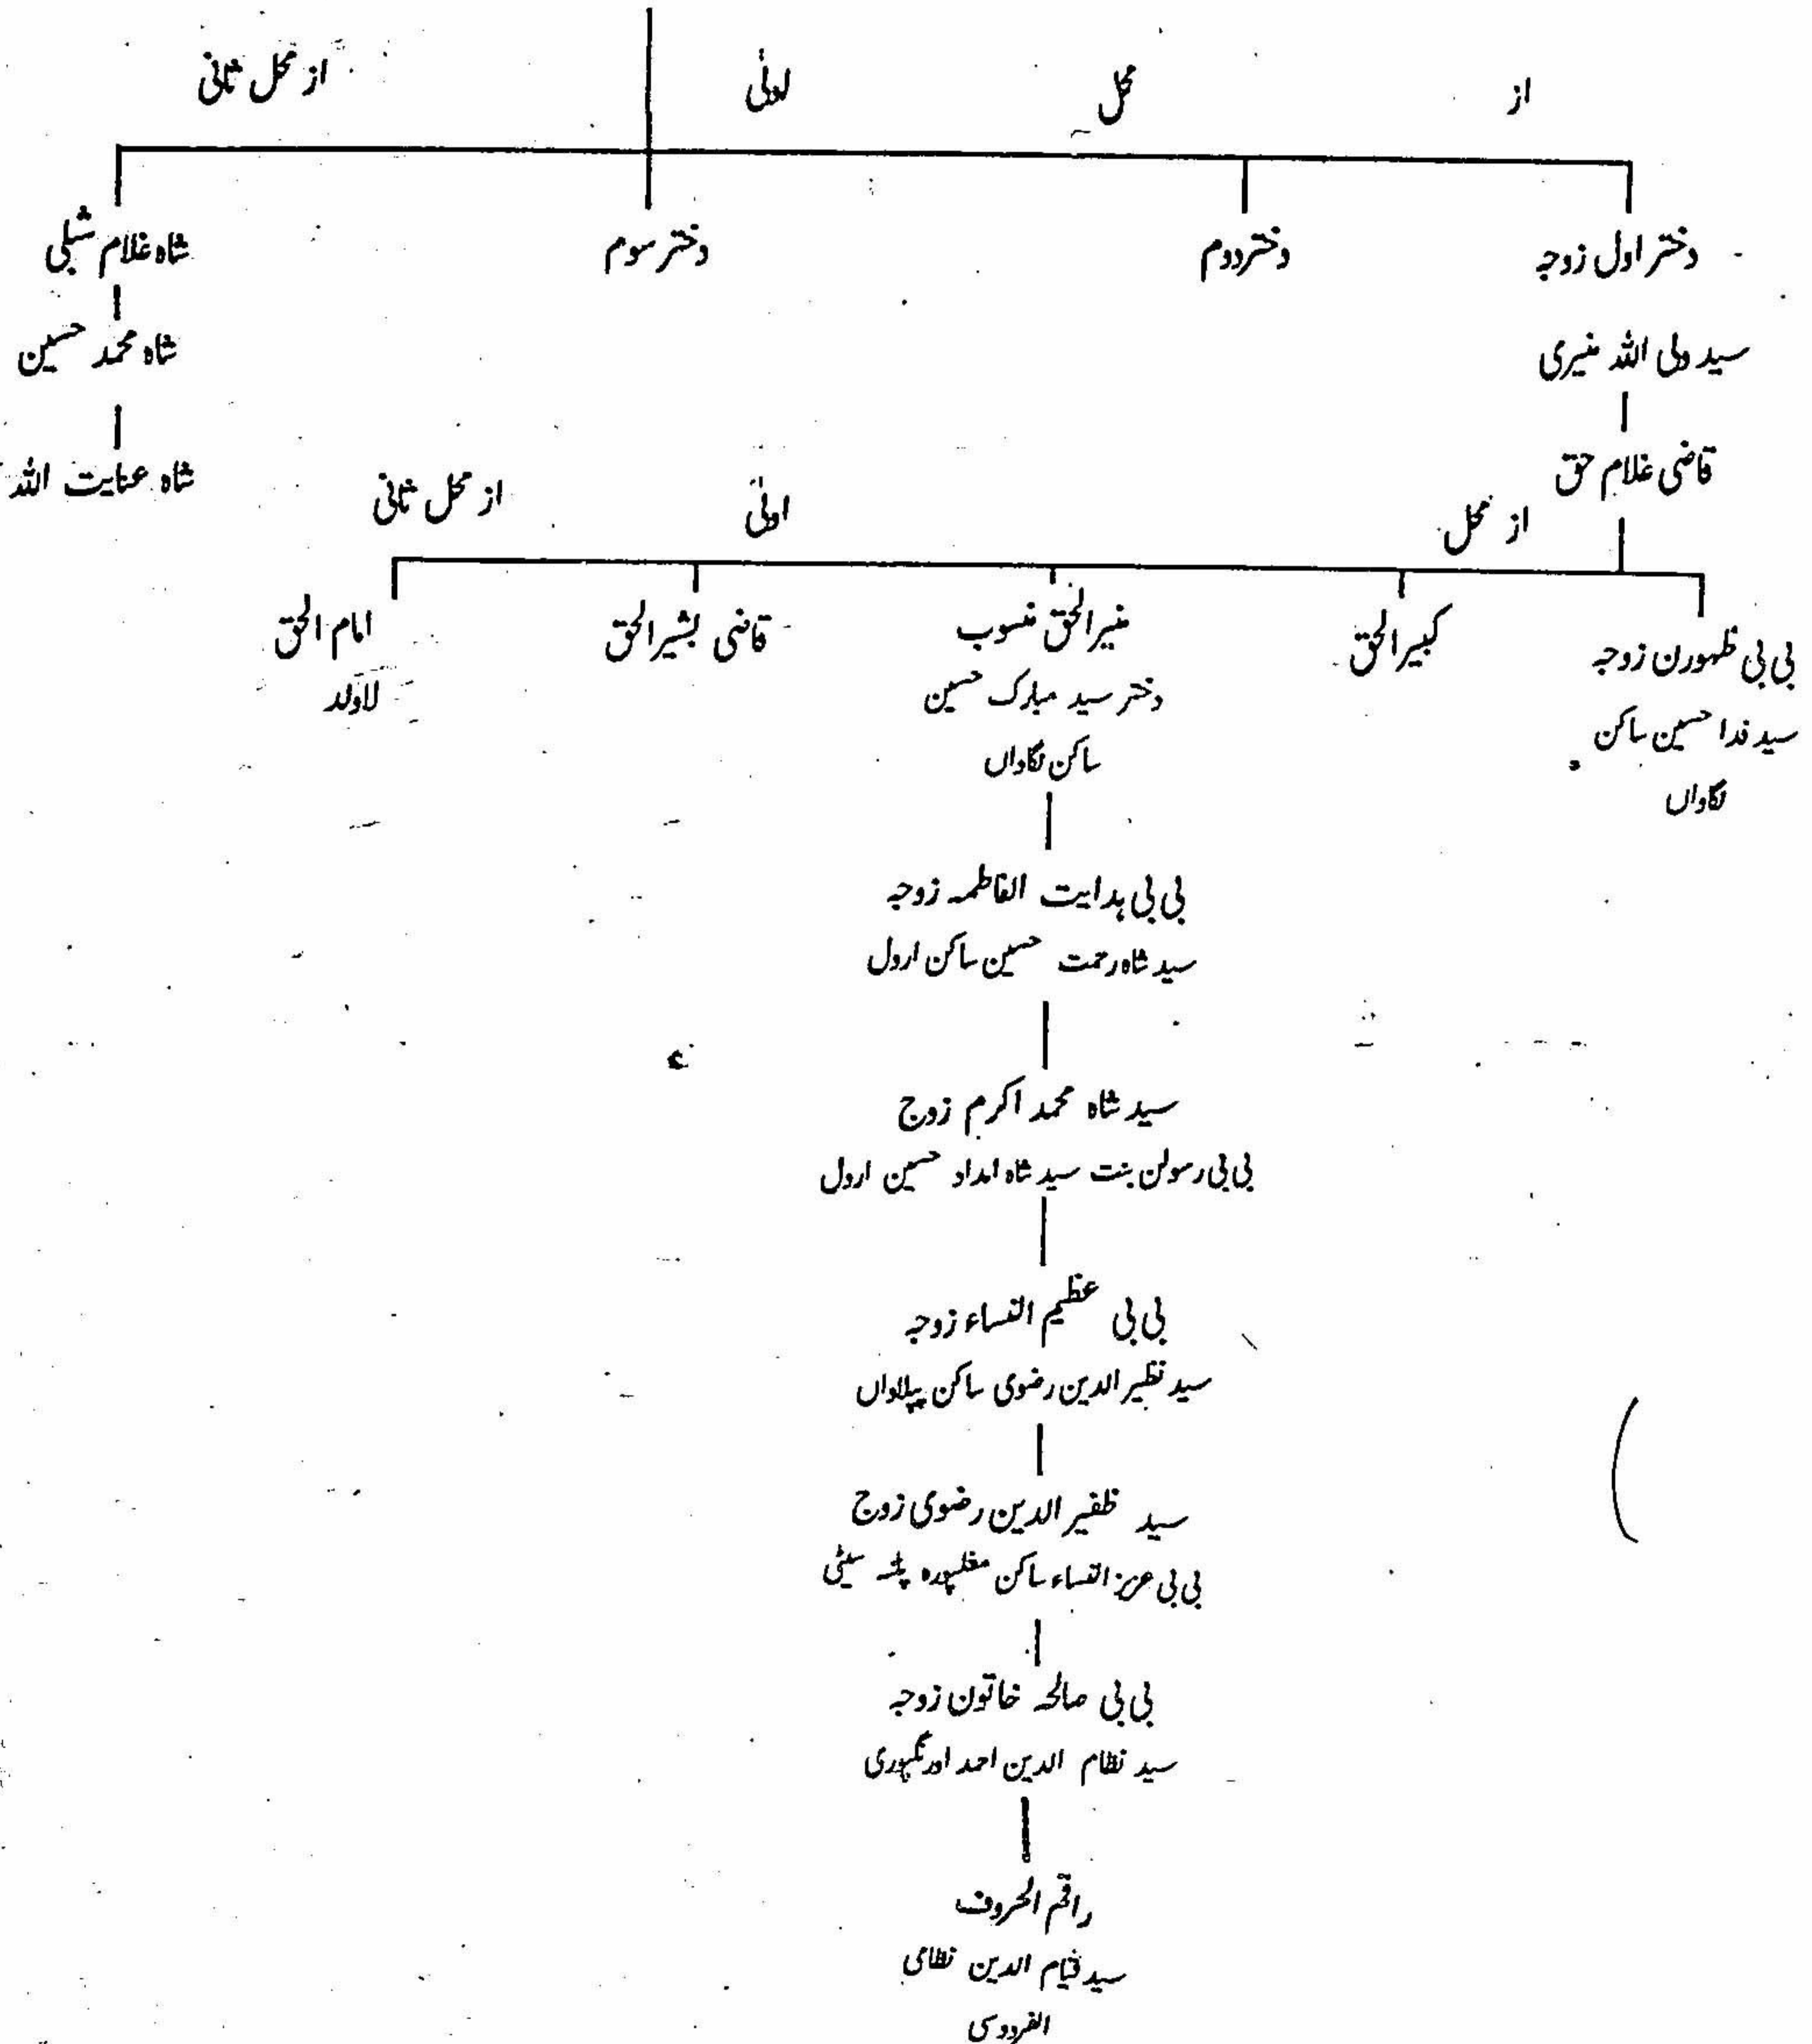 از محل اولیٰ از محل ثانی
دختر اول زوجہ دختر دوم دختر سوم شاہ غلام شبلی
سید ولی اللہ منیری شاہ محمد حسین
قاضی غلام حق شاہ عنایت اللہ
از محل اولیٰ از محل ثانی
بی بی ظہورن زوجہ کبیر الحق منیر الحق منسوب قاضی بشیر الحق امام الحق
سید فدا حسین ساکن دختر سید مبارک حسین لاولد
نگاواں ساکن نگاواں
بی بی ہدایت الفاطمہ زوجہ
سید شاہ رحمت حسین ساکن ارول
سید شاہ محمد اکرم زوج
بی بی رسولن بنت سید شاہ امداد حسین ارول
بی بی عظیم النساء زوجہ
سید نظیر الدین رضوی ساکن پیلاواں
سید ظفیر الدین رضوی زوج
بی بی عزیز النساء ساکن مغلپورہ پٹنہ سیٹی
بی بی صالحہ خاتون زوجہ
سید نظام الدین احمد اورنگپوری
راقم الحروف
سید قیام الدین نظامی
الفردوسی